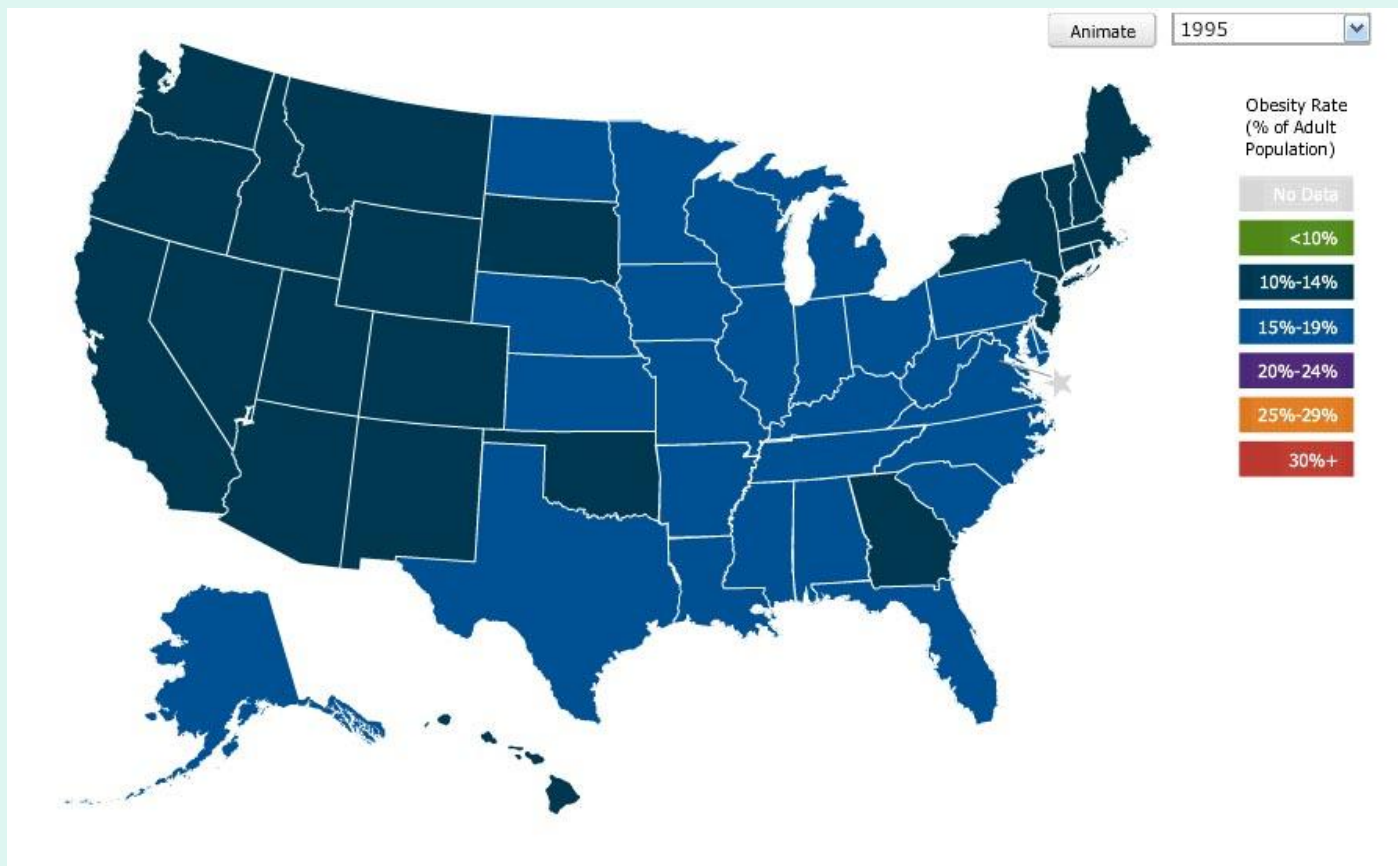 Animate
1995
Obesity Rate
(% of Adult
Population)
No Data
<10%
10%-14%
15%-19%
20%-24%
25%-29%
30%+